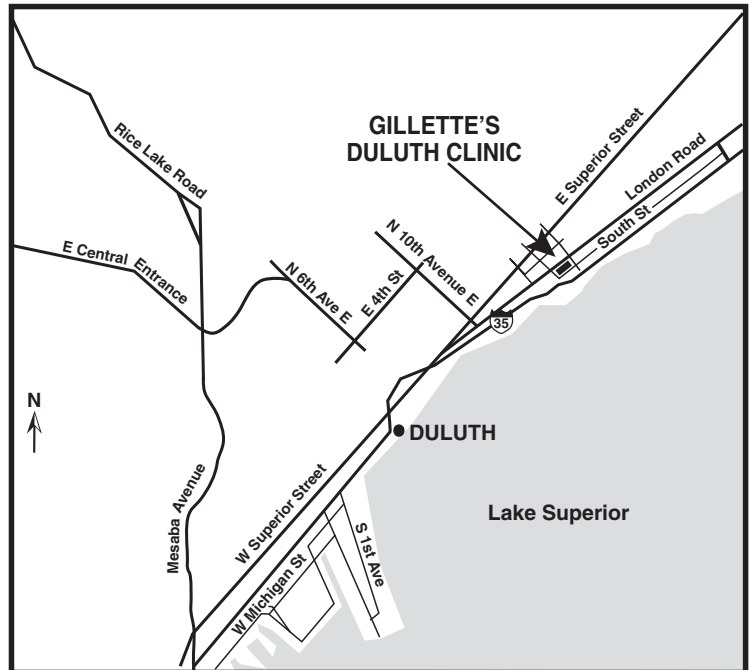 Rice Lake Road
GILLETTE'S
DULUTH CLINIC
E Superior Street
London Road
South St
E Central Entrance
N 10th Avenue E
N 6th Ave E
E 4th St
35
N
DULUTH
Lake Superior
Mesaba Avenue
W Superior Street
S 1st Ave
W Michigan St